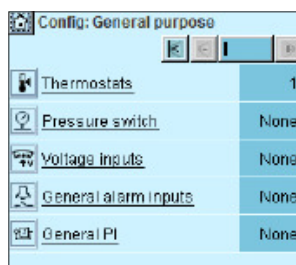 Config: General purpose
Thermostats 1
Pressure switch None
Voltage inputs None
General alarm inputs None
General PI None